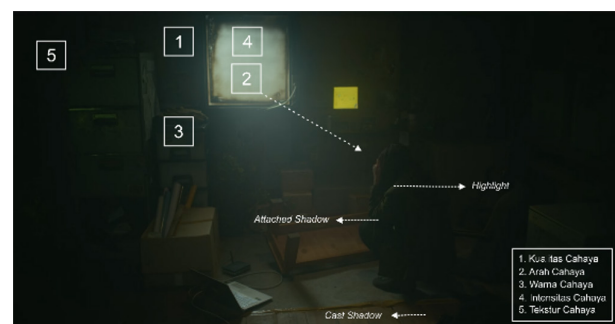 5
1
4
2
3
Highlight
Attached Shadow
Cast Shadow
1. Kualitas Cahaya
2. Arah Cahaya
3. Warna Cahaya
4. Intensitas Cahaya
5. Tekstur Cahaya